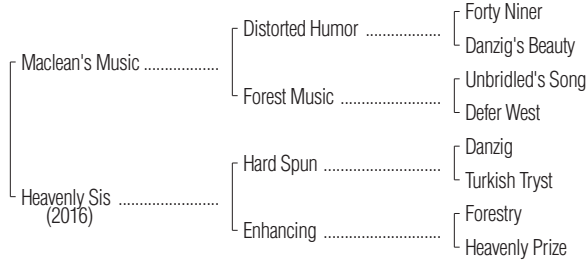 Forty Niner
Distorted Humor ..................
Danzig's Beauty
Maclean's Music ..................
Unbridled's Song
Forest Music .......................
Defer West
Danzig
Hard Spun ..........................
Turkish Tryst
Heavenly Sis .......................
(2016)
Forestry
Enhancing ..........................
Heavenly Prize